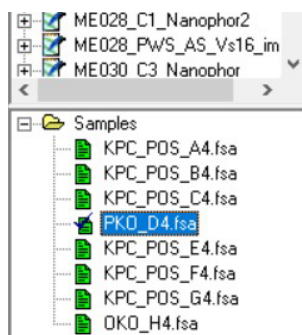 ME028_C1_Nanophor2
ME028_PWS_AS_Vs16_im
ME030_C3_Nanophor
Samples
KPC_POS_A4.fsa
KPC_POS_B4.fsa
KPC_POS_C4.fsa
PKO_D4.fsa
KPC_POS_E4.fsa
KPC_POS_F4.fsa
KPC_POS_G4.fsa
OKO_H4.fsa